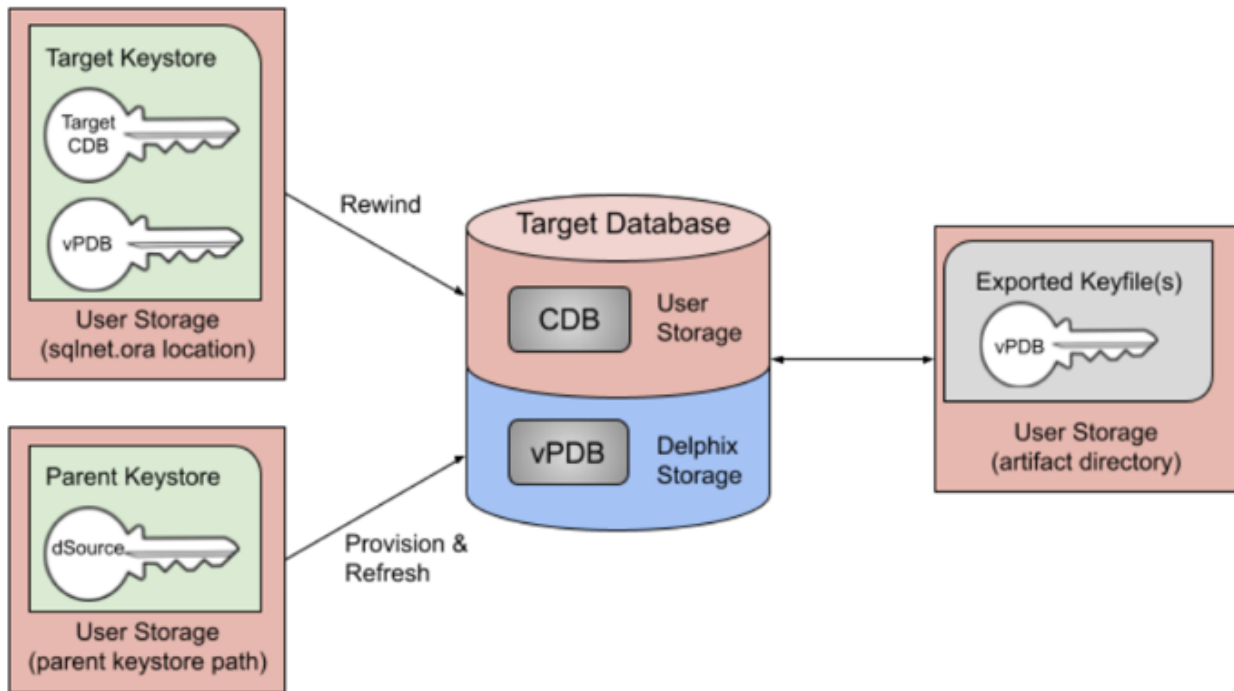 Target Keystore
Target
CDB
vPDB
User Storage
(sqlnet.ora location)
Rewind
Parent Keystore
dSource
User Storage
(parent keystore path)
Provision &
Refresh
Target Database
CDB
User
Storage
vPDB
Delphix
Storage
Exported Keyfile(s)
vPDB
User Storage
(artifact directory)